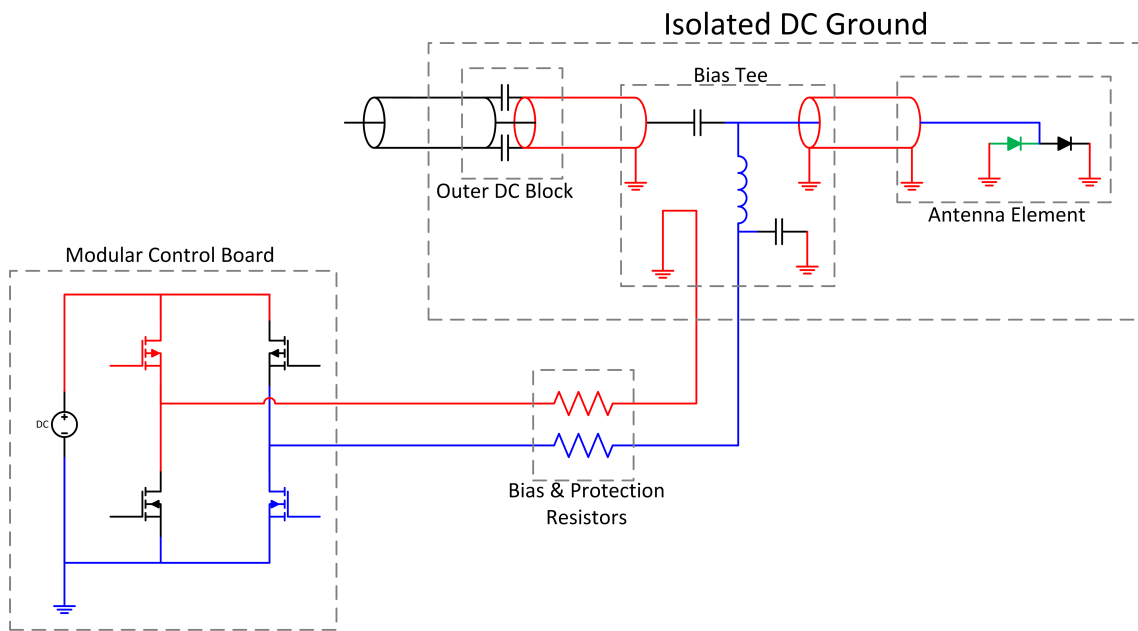 Isolated DC Ground
Bias Tee
Outer DC Block
Antenna Element
Modular Control Board
DC
Bias & Protection
Resistors